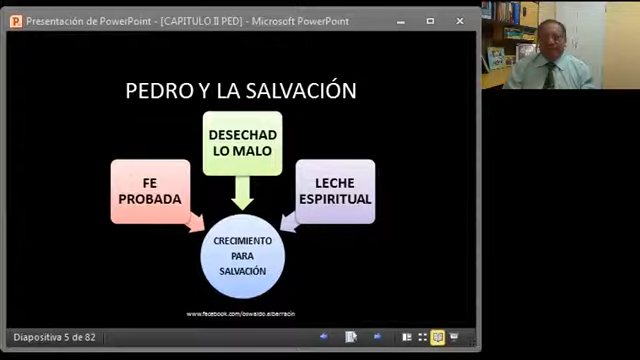 Presentación de PowerPoint - [CAPITULO II PED] - Microsoft PowerPoint
PEDRO Y LA SALVACIÓN
DESECHAD
LO MALO
FE
PROBADA
LECHE
ESPIRITUAL
CRECIMIENTO
PARA
SALVACIÓN
www.facebook.com/oswaldo.albarracin
Diapositiva 5 de 82